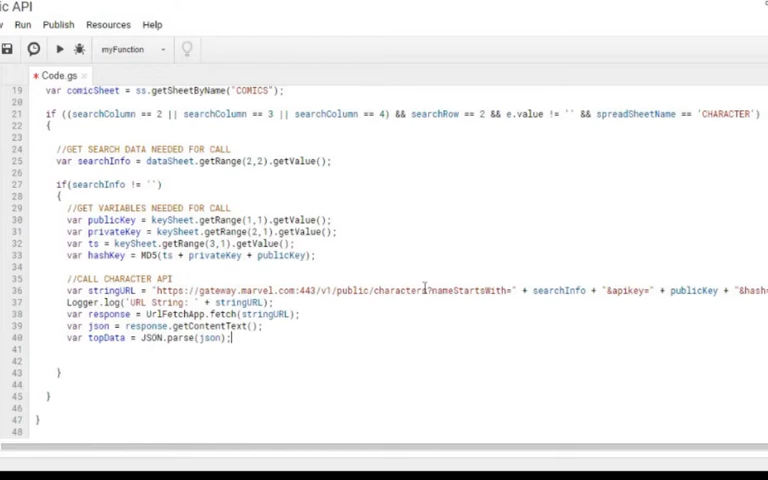 ic API
Run Publish Resources Help
myFunction
* Code.gs ×
19 var comicSheet = ss.getSheetByName("COMICS");
20
21 if ((searchColumn == 2 || searchColumn == 3 || searchColumn == 4) && searchRow == 2 && e.value != '' && spreadSheetName == 'CHARACTER')
22 {
23
24 //GET SEARCH DATA NEEDED FOR CALL
25 var searchInfo = dataSheet.getRange(2,2).getValue();
26
27 if(searchInfo != '')
28 {
29 //GET VARIABLES NEEDED FOR CALL
30 var publicKey = keySheet.getRange(1,1).getValue();
31 var privateKey = keySheet.getRange(2,1).getValue();
32 var ts = keySheet.getRange(3,1).getValue();
33 var hashKey = MD5(ts + privateKey + publicKey);
34
35 //CALL CHARACTER API
36 var stringURL = "https://gateway.marvel.com:443/v1/public/characters?nameStartsWith=" + searchInfo + "&apikey=" + publicKey + "&hash=
37 Logger.log('URL String: ' + stringURL);
38 var response = UrlFetchApp.fetch(stringURL);
39 var json = response.getContentText();
40 var topData = JSON.parse(json);
41
42
43 }
44
45 }
46
47 }
48